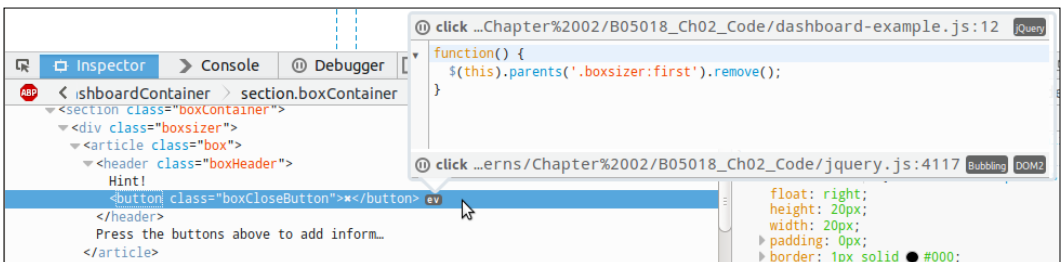 click …Chapter%2002/B05018_Ch02_Code/dashboard-example.js:12 jQuery
function() {
$(this).parents('.boxsizer:first').remove();
}
click …erns/Chapter%2002/B05018_Ch02_Code/jquery.js:4117 Bubbling DOM2
Inspector Console Debugger
ABP shboardContainer section.boxContainer
<section class="boxContainer">
<div class="boxsizer">
<article class="box">
<header class="boxHeader">
Hint!
<button class="boxCloseButton">✖</button> ev
</header>
Press the buttons above to add inform…
</article>
float: right;
height: 20px;
width: 20px;
padding: 0px;
border: 1px solid #000;